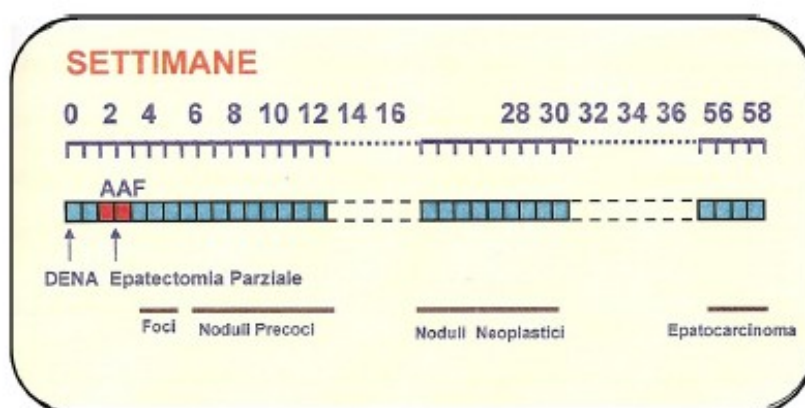 SETTIMANE
0 2 4 6 8 10 12 14 16 28 30 32 34 36 56 58
AAF
DENA Epatectomia Parziale
Foci Noduli Precoci Noduli Neoplastici Epatocarcinoma